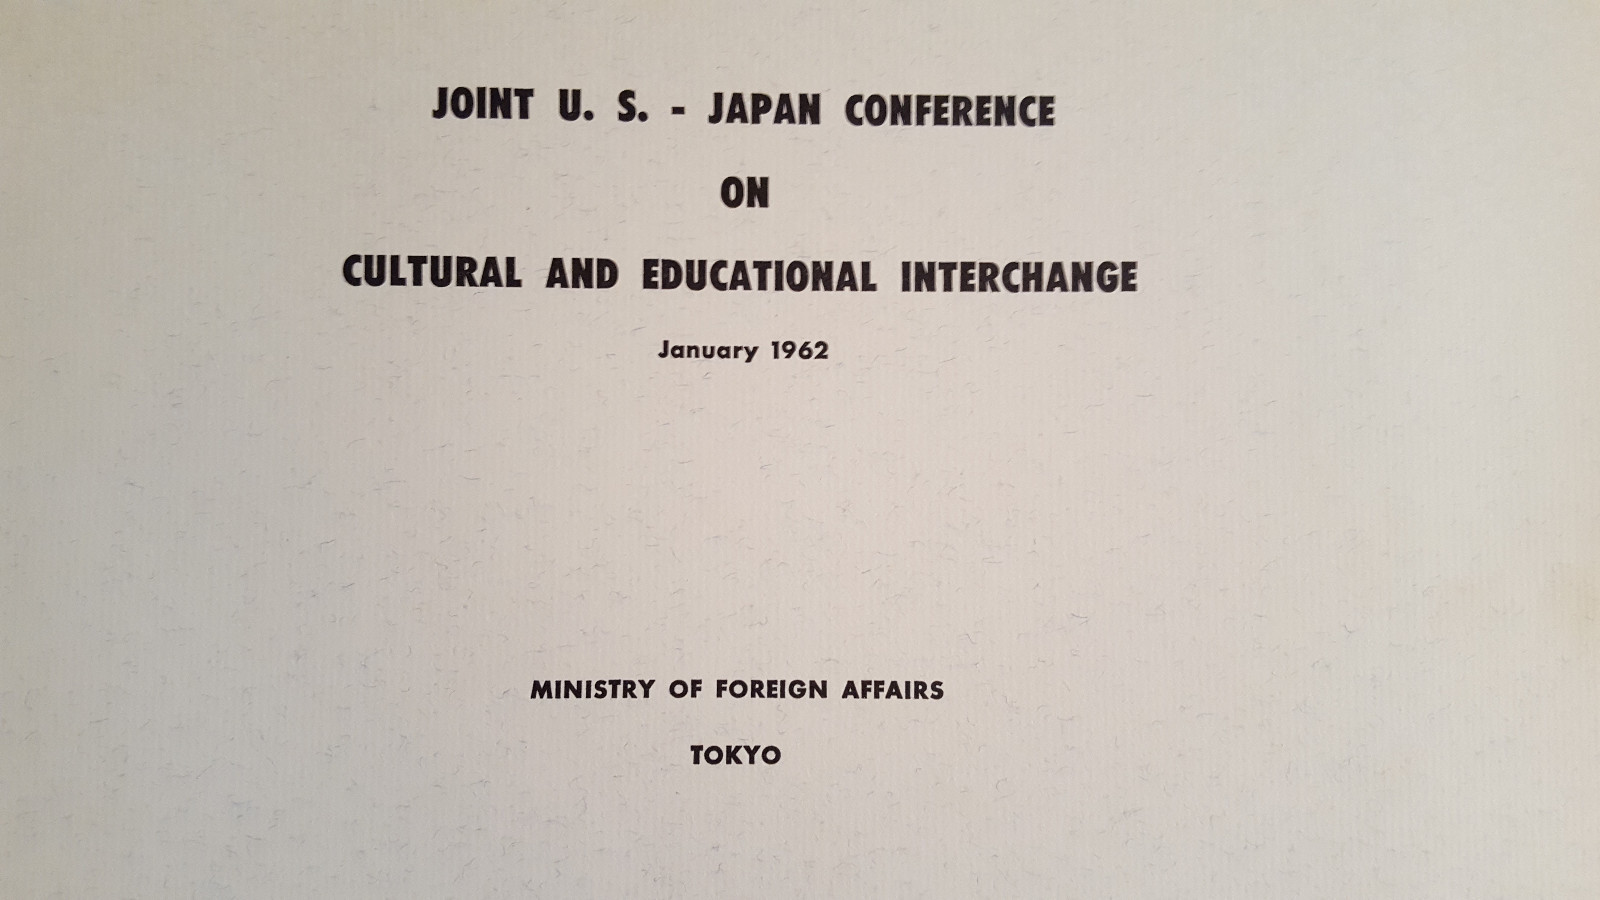 JOINT U. S. - JAPAN CONFERENCE
ON
CULTURAL AND EDUCATIONAL INTERCHANGE
January 1962
MINISTRY OF FOREIGN AFFAIRS
TOKYO